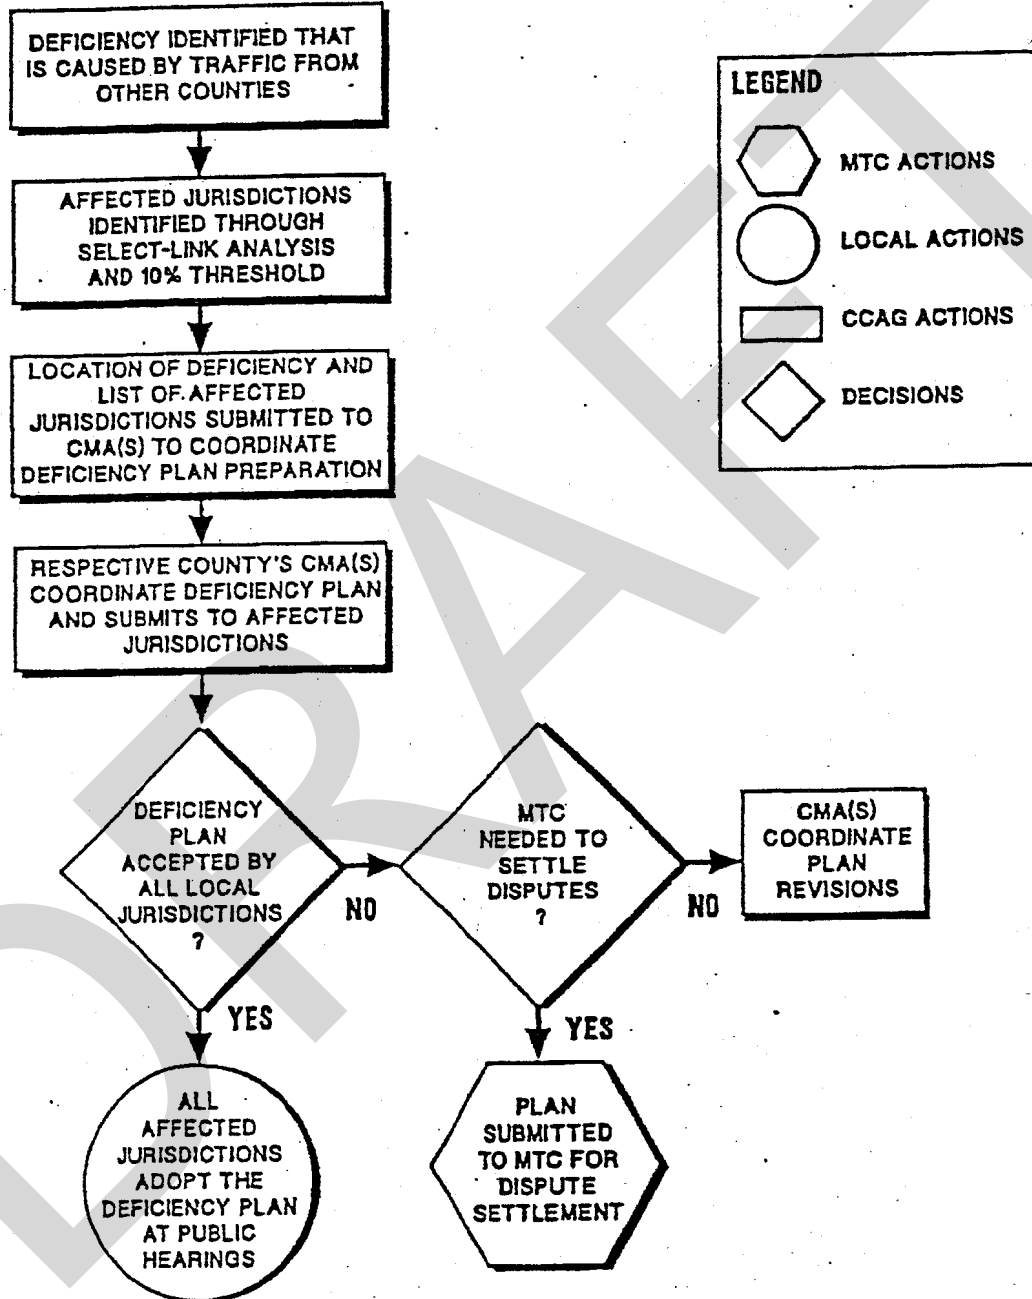 DEFICIENCY IDENTIFIED THAT
IS CAUSED BY TRAFFIC FROM
OTHER COUNTIES
AFFECTED JURISDICTIONS
IDENTIFIED THROUGH
SELECT-LINK ANALYSIS
AND 10% THRESHOLD
LOCATION OF DEFICIENCY AND
LIST OF AFFECTED
JURISDICTIONS SUBMITTED TO
CMA(S) TO COORDINATE
DEFICIENCY PLAN PREPARATION
RESPECTIVE COUNTY'S CMA(S)
COORDINATE DEFICIENCY PLAN
AND SUBMITS TO AFFECTED
JURISDICTIONS
DEFICIENCY
PLAN
ACCEPTED BY
ALL LOCAL
JURISDICTIONS
?
NO
YES
MTC
NEEDED TO
SETTLE
DISPUTES
?
NO
YES
CMA(S)
COORDINATE
PLAN
REVISIONS
ALL
AFFECTED
JURISDICTIONS
ADOPT THE
DEFICIENCY PLAN
AT PUBLIC
HEARINGS
PLAN
SUBMITTED
TO MTC FOR
DISPUTE
SETTLEMENT
LEGEND
MTC ACTIONS
LOCAL ACTIONS
CCAG ACTIONS
DECISIONS
DRAFT